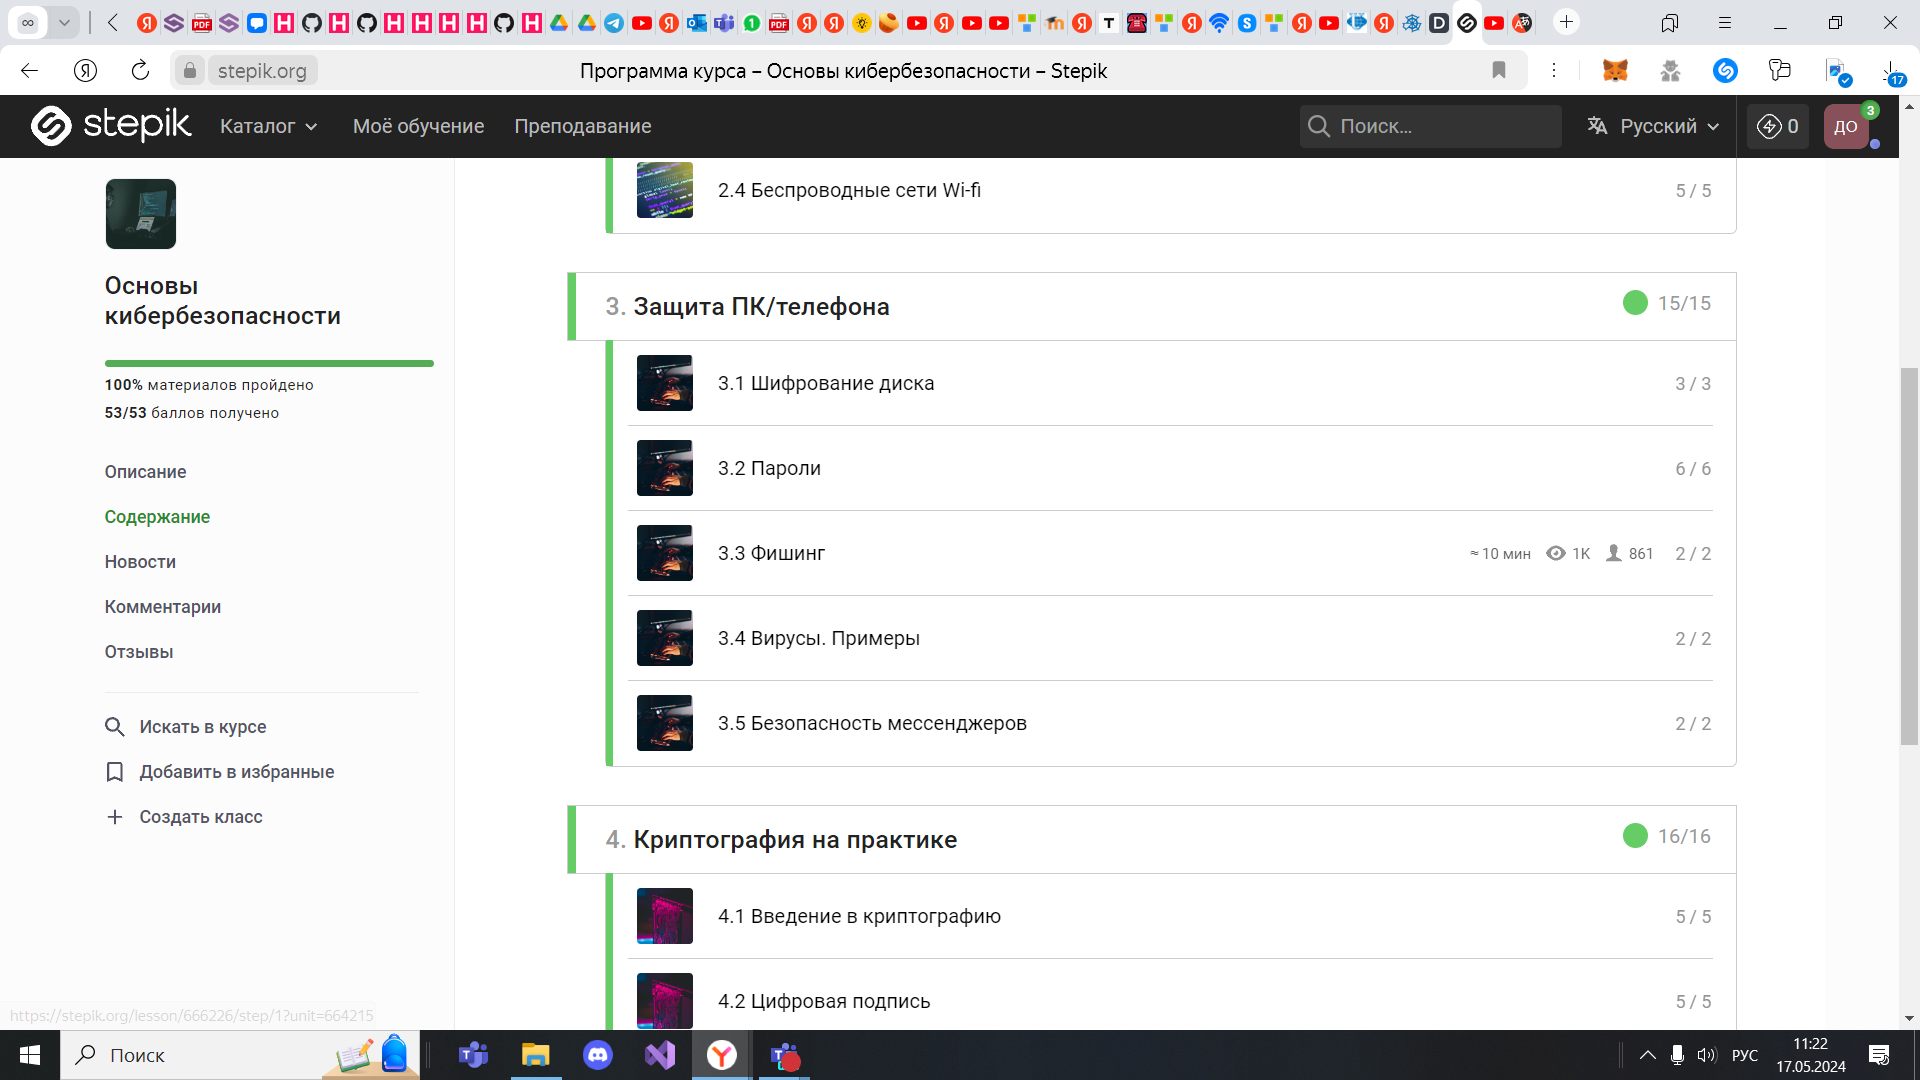 stepik.org
Программа курса – Основы кибербезопасности – Stepik
17
stepik
Каталог
Моё обучение
Преподавание
Поиск...
Русский
0
ДО
3
2.4 Беспроводные сети Wi-fi
5 / 5
Основы
кибербезопасности
100% материалов пройдено
53/53 баллов получено
Описание
Содержание
Новости
Комментарии
Отзывы
Искать в курсе
Добавить в избранные
Создать класс
3. Защита ПК/телефона
15/15
3.1 Шифрование диска
3 / 3
3.2 Пароли
6 / 6
3.3 Фишинг
≈ 10 мин
1K
861
2 / 2
3.4 Вирусы. Примеры
2 / 2
3.5 Безопасность мессенджеров
2 / 2
4. Криптография на практике
16/16
4.1 Введение в криптографию
5 / 5
4.2 Цифровая подпись
5 / 5
https://stepik.org/lesson/666226/step/1?unit=664215
Поиск
РУС
11:22
17.05.2024